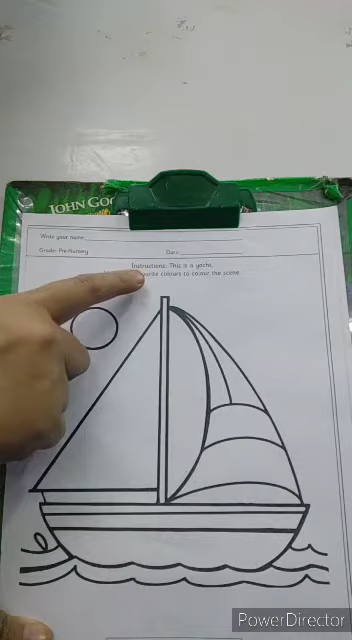 JOHN GO
Write your name:
Grade: Pre-Nursery Date:
Instructions: This is a yacht.
colours to colour the scene.
PowerDirector